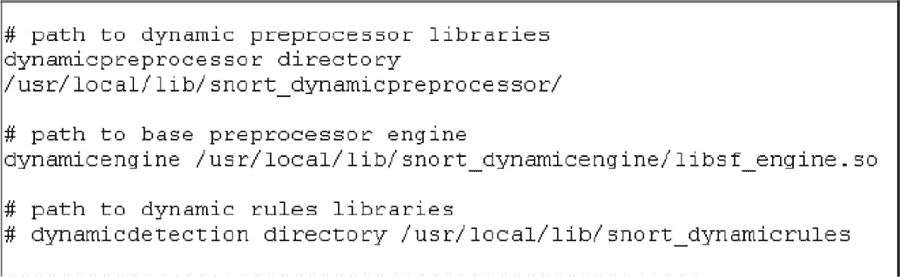 # path to dynamic preprocessor libraries
dynamicpreprocessor directory
/usr/local/lib/snort_dynamicpreprocessor/
# path to base preprocessor engine
dynamicengine /usr/local/lib/snort_dynamicengine/libsf_engine.so
# path to dynamic rules libraries
# dynamicdetection directory /usr/local/lib/snort_dynamicrules